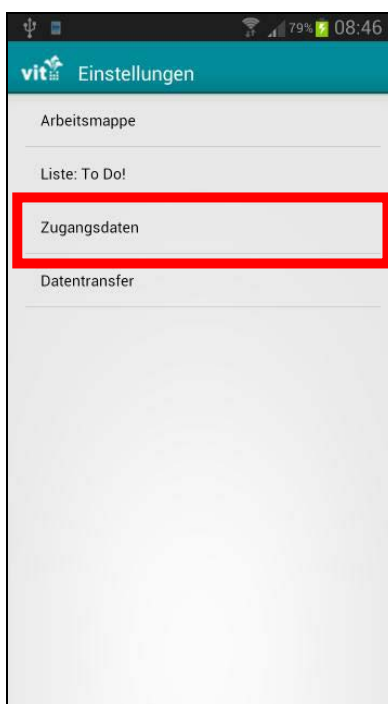 79% 08:46
vit Einstellungen
Arbeitsmappe
Liste: To Do!
Zugangsdaten
Datentransfer